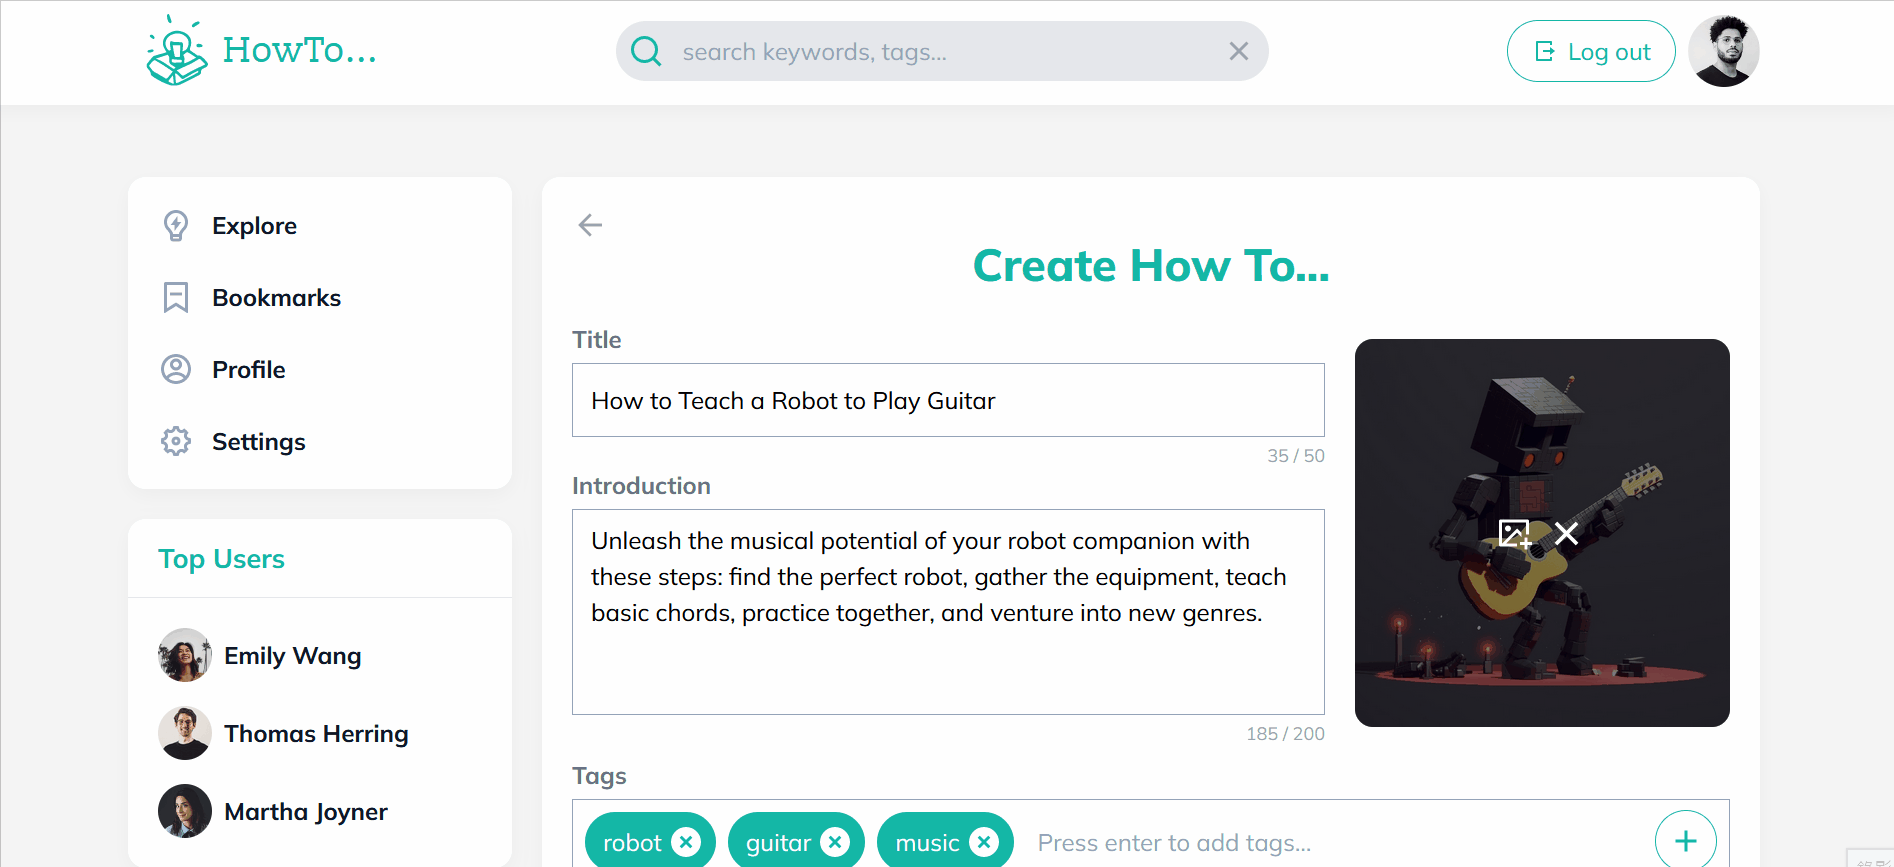 HowTo...
search keywords, tags...
Log out
Explore
Bookmarks
Profile
Settings
Top Users
Emily Wang
Thomas Herring
Martha Joyner
Create How To...
Title
How to Teach a Robot to Play Guitar
35 / 50
Introduction
Unleash the musical potential of your robot companion with
these steps: find the perfect robot, gather the equipment, teach
basic chords, practice together, and venture into new genres.
185 / 200
Tags
robot guitar music Press enter to add tags...